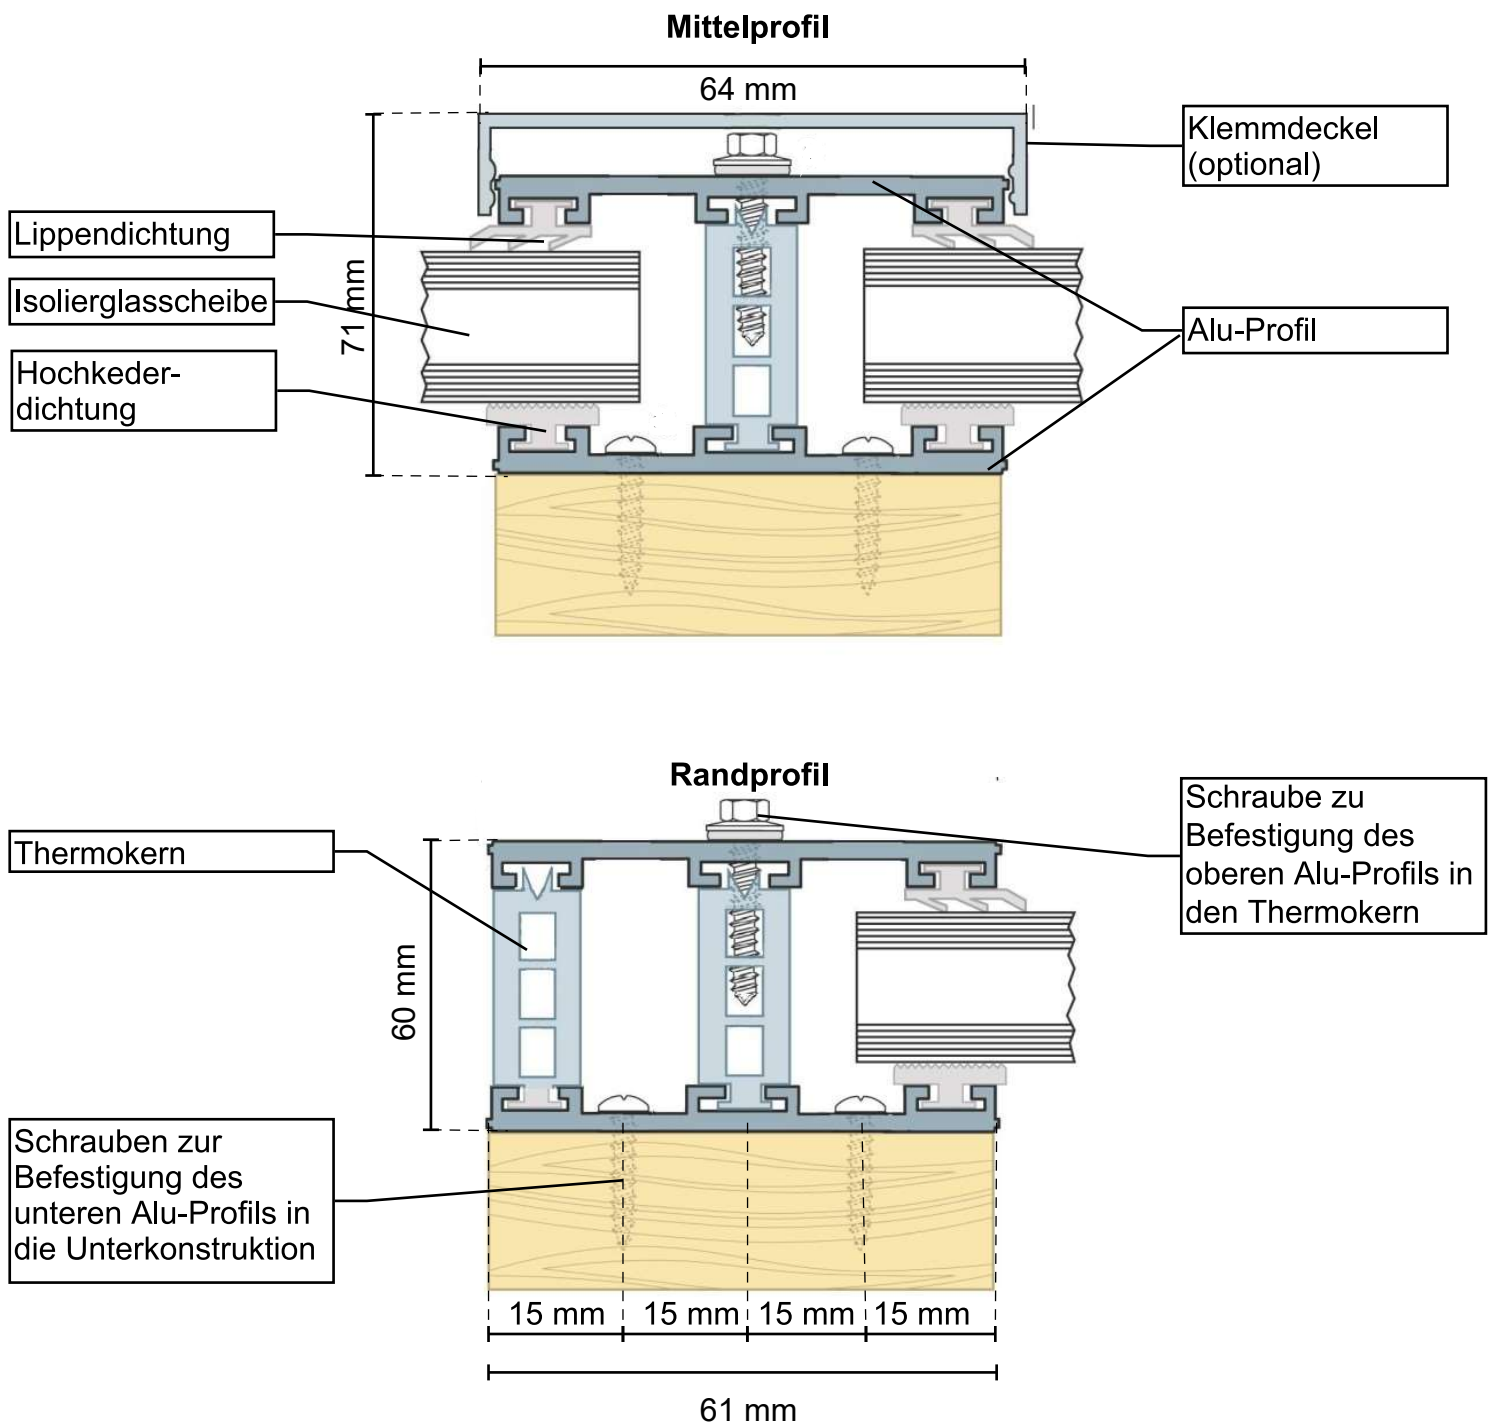 Mittelprofil
64 mm
Klemmdeckel
(optional)
Lippendichtung
Isolierglasscheibe
71 mm
Alu-Profil
Hochkeder-
dichtung
Randprofil
Schraube zu
Befestigung des
oberen Alu-Profils in
den Thermokern
Thermokern
60 mm
Schrauben zur
Befestigung des
unteren Alu-Profils in
die Unterkonstruktion
15 mm 15 mm 15 mm 15 mm
61 mm